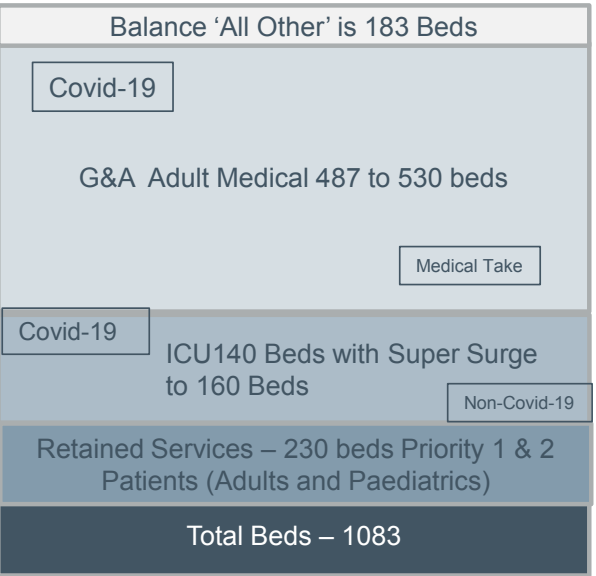 Balance ‘All Other’ is 183 Beds
Covid-19
G&A Adult Medical 487 to 530 beds
Medical Take
Covid-19
ICU140 Beds with Super Surge
to 160 Beds
Non-Covid-19
Retained Services – 230 beds Priority 1 & 2
Patients (Adults and Paediatrics)
Total Beds – 1083